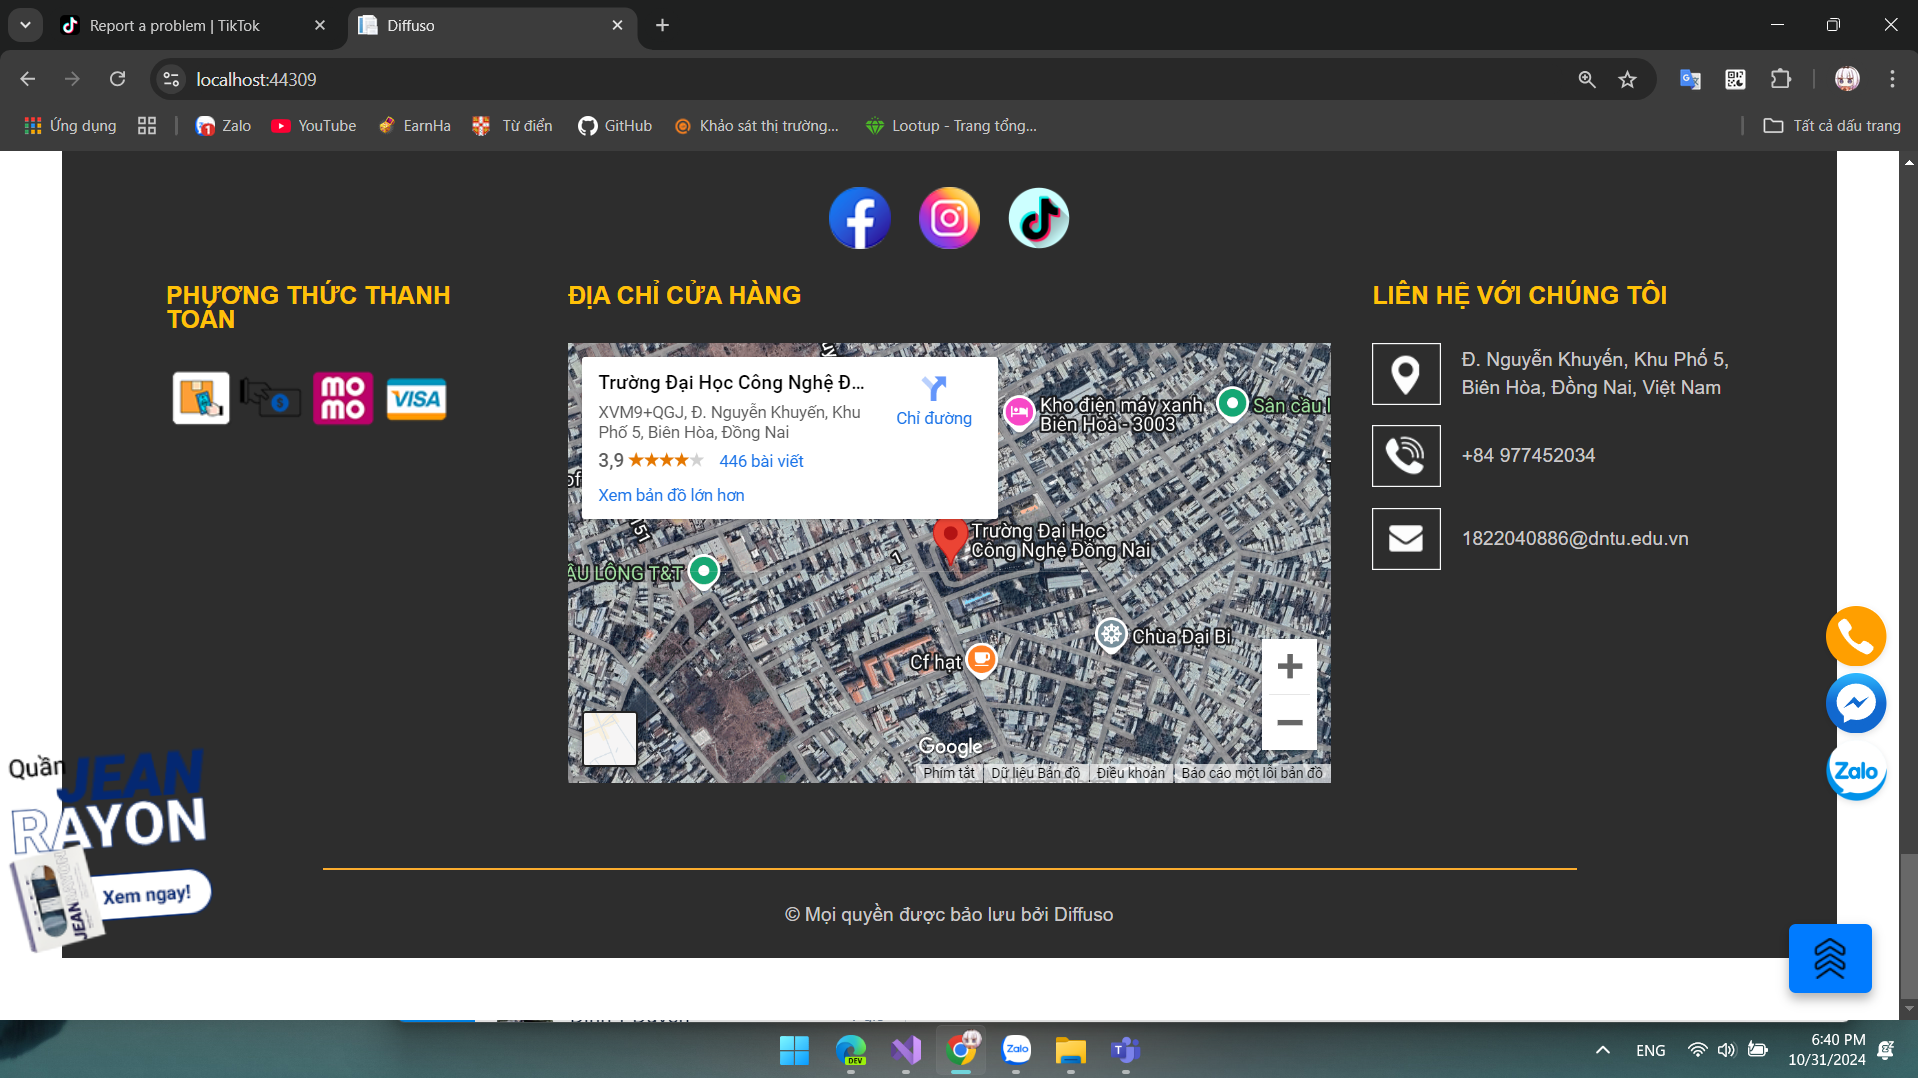 Report a problem | TikTok
Diffuso
localhost:44309
Ứng dụng
Zalo
YouTube
EarnHa
Từ điển
GitHub
Khảo sát thị trường...
Lootup - Trang tổng...
Tất cả dấu trang
PHƯƠNG THỨC THANH
TOÁN
mo
mo
VISA
ĐỊA CHỈ CỬA HÀNG
Trường Đại Học Công Nghệ Đ...
XVM9+QGJ, Đ. Nguyễn Khuyến, Khu
Phố 5, Biên Hòa, Đồng Nai
3,9
446 bài viết
Xem bản đồ lớn hơn
Chỉ đường
Kho điện máy xanh
Biên Hoà - 3003
Sân cầu l
Trường Đại Học
Công Nghệ Đồng Nai
ẦU LÔNG T&T
Chùa Đại Bi
Cf hạt
Google
Phím tắt
Dữ liệu Bản đồ
Điều khoản
Báo cáo một lỗi bản đồ
LIÊN HỆ VỚI CHÚNG TÔI
Đ. Nguyễn Khuyến, Khu Phố 5,
Biên Hòa, Đồng Nai, Việt Nam
+84 977452034
1822040886@dntu.edu.vn
Zalo
Quần
JEAN
RAYON
Xem ngay!
© Mọi quyền được bảo lưu bởi Diffuso
DEV
Zalo
ENG
6:40 PM
10/31/2024